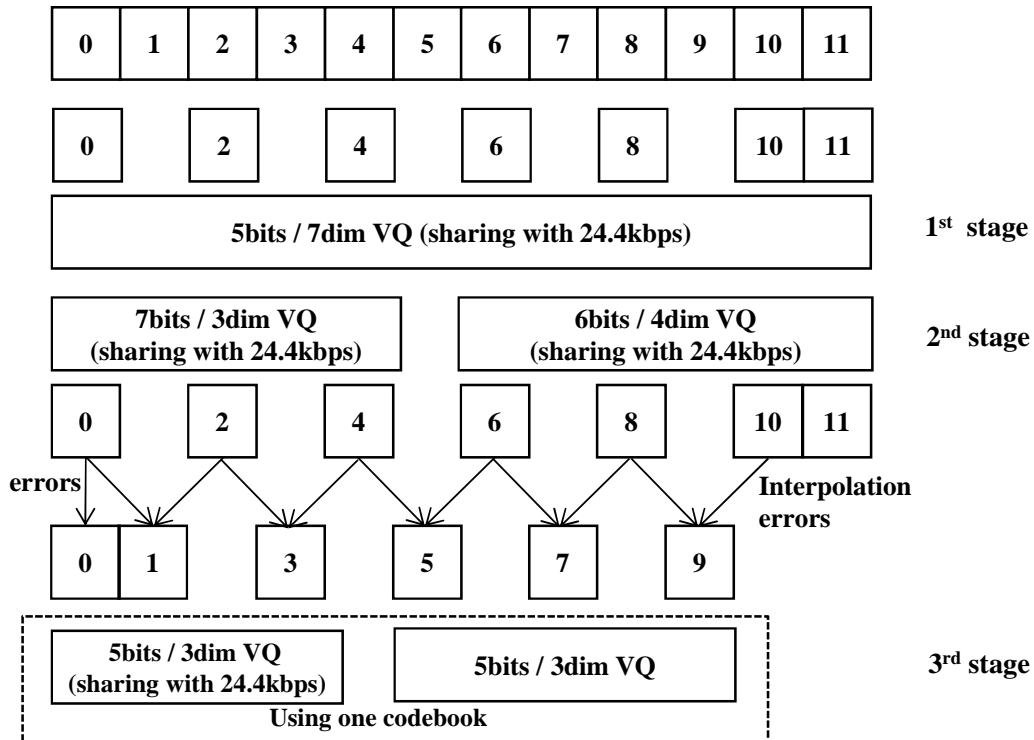 0 1 2 3 4 5 6 7 8 9 10 11
0 2 4 6 8 10 11
5bits / 7dim VQ (sharing with 24.4kbps)
1st stage
7bits / 3dim VQ
(sharing with 24.4kbps)
6bits / 4dim VQ
(sharing with 24.4kbps)
2nd stage
0 2 4 6 8 10 11
errors
Interpolation
errors
0 1 3 5 7 9
5bits / 3dim VQ
(sharing with 24.4kbps)
5bits / 3dim VQ
3rd stage
Using one codebook